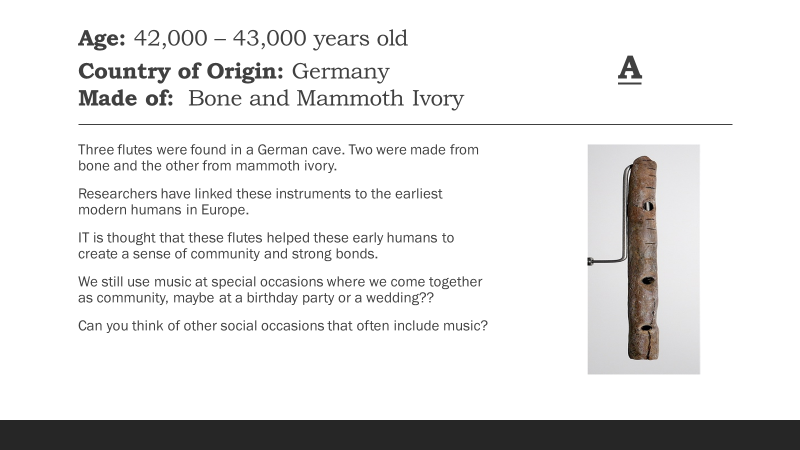 Age: 42,000 – 43,000 years old
Country of Origin: Germany
Made of: Bone and Mammoth Ivory
A
Three flutes were found in a German cave. Two were made from
bone and the other from mammoth ivory.
Researchers have linked these instruments to the earliest
modern humans in Europe.
IT is thought that these flutes helped these early humans to
create a sense of community and strong bonds.
We still use music at special occasions where we come together
as community, maybe at a birthday party or a wedding??
Can you think of other social occasions that often include music?